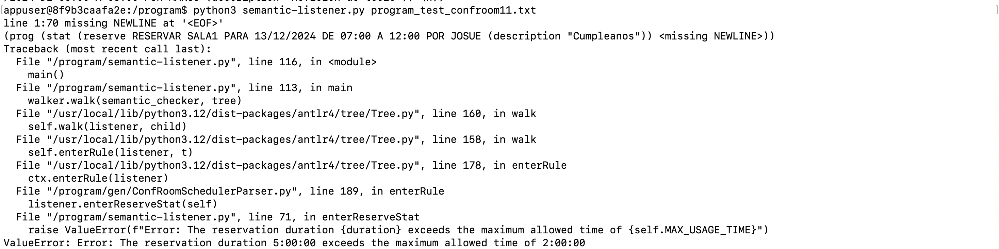 [appuser@8f9b3caafa2e:/program$ python3 semantic-listener.py program_test_confroom11.txt ]
line 1:70 missing NEWLINE at '<EOF>'
(prog (stat (reserve RESERVAR SALA1 PARA 13/12/2024 DE 07:00 A 12:00 POR JOSUE (description "Cumpleanos")) <missing NEWLINE>))
Traceback (most recent call last):
  File "/program/semantic-listener.py", line 116, in <module>
    main()
  File "/program/semantic-listener.py", line 113, in main
    walker.walk(semantic_checker, tree)
  File "/usr/local/lib/python3.12/dist-packages/antlr4/tree/Tree.py", line 160, in walk
    self.walk(listener, child)
  File "/usr/local/lib/python3.12/dist-packages/antlr4/tree/Tree.py", line 158, in walk
    self.enterRule(listener, t)
  File "/usr/local/lib/python3.12/dist-packages/antlr4/tree/Tree.py", line 178, in enterRule
    ctx.enterRule(listener)
  File "/program/gen/ConfRoomSchedulerParser.py", line 189, in enterRule
    listener.enterReserveStat(self)
  File "/program/semantic-listener.py", line 71, in enterReserveStat
    raise ValueError(f"Error: The reservation duration {duration} exceeds the maximum allowed time of {self.MAX_USAGE_TIME}")
ValueError: Error: The reservation duration 5:00:00 exceeds the maximum allowed time of 2:00:00